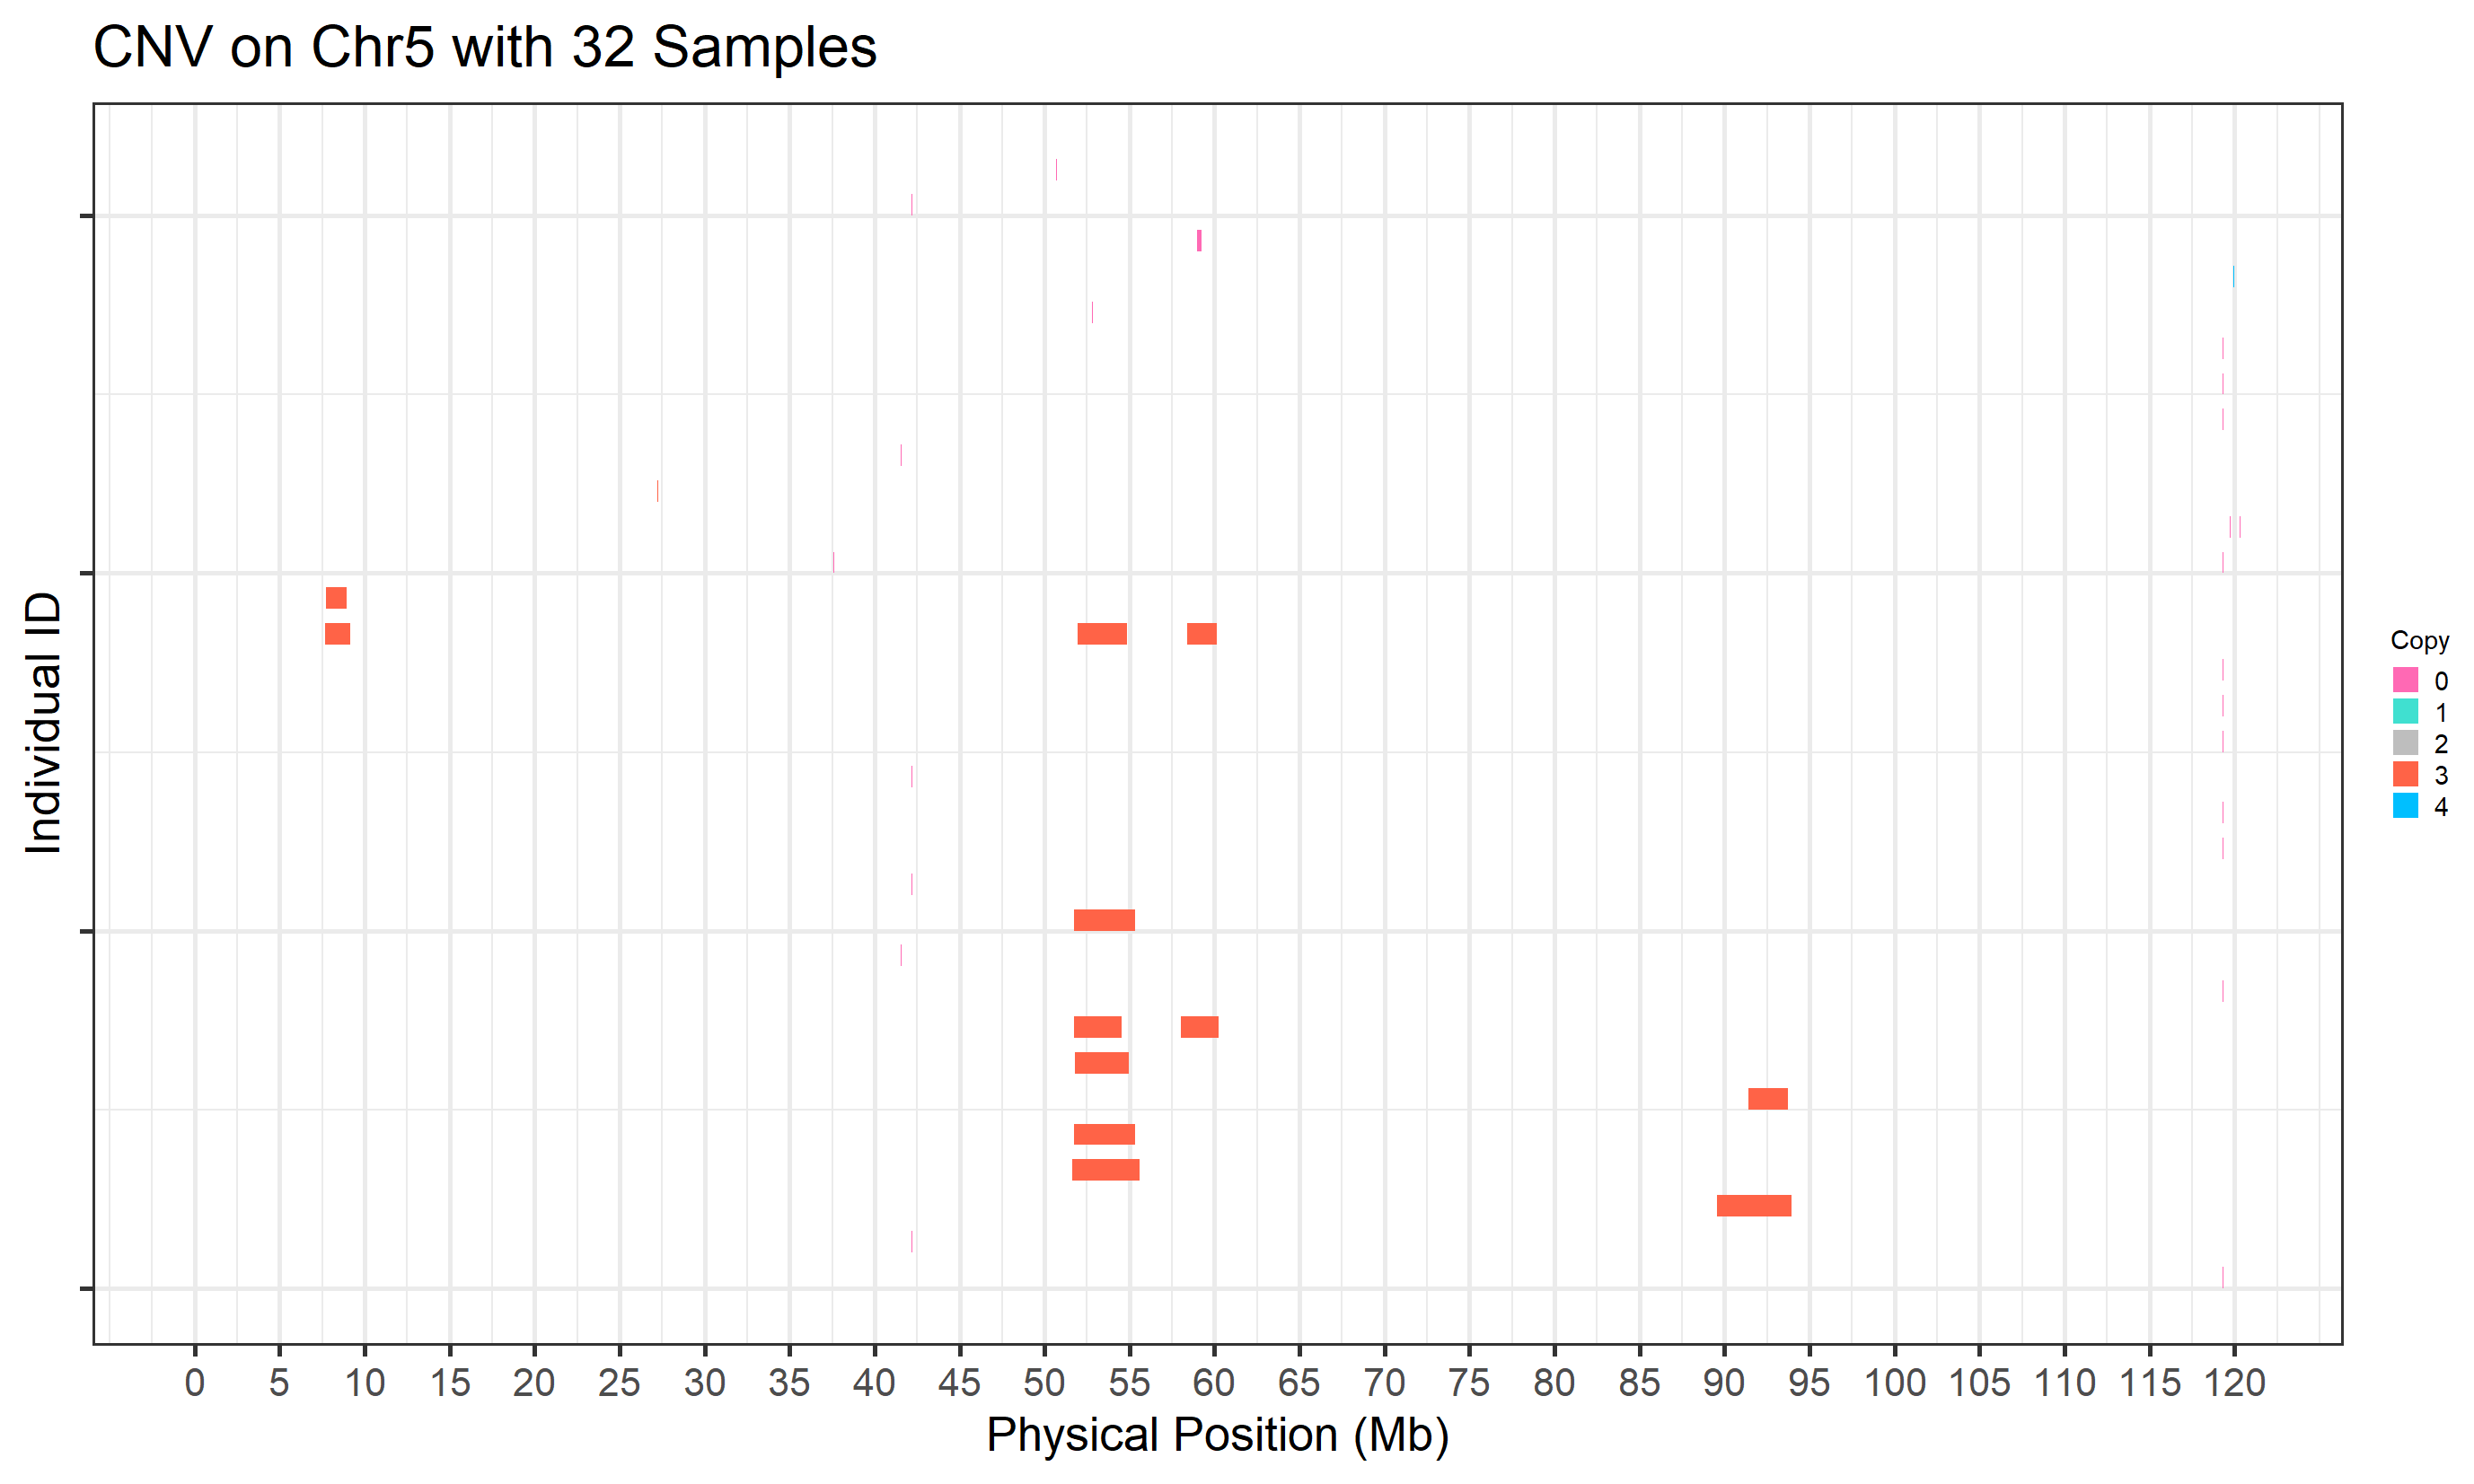 CNV on Chr5 with 32 Samples
Individual ID
Copy
0
1
2
3
4
0 5 10 15 20 25 30 35 40 45 50 55 60 65 70 75 80 85 90 95 100 105 110 115 120
Physical Position (Mb)